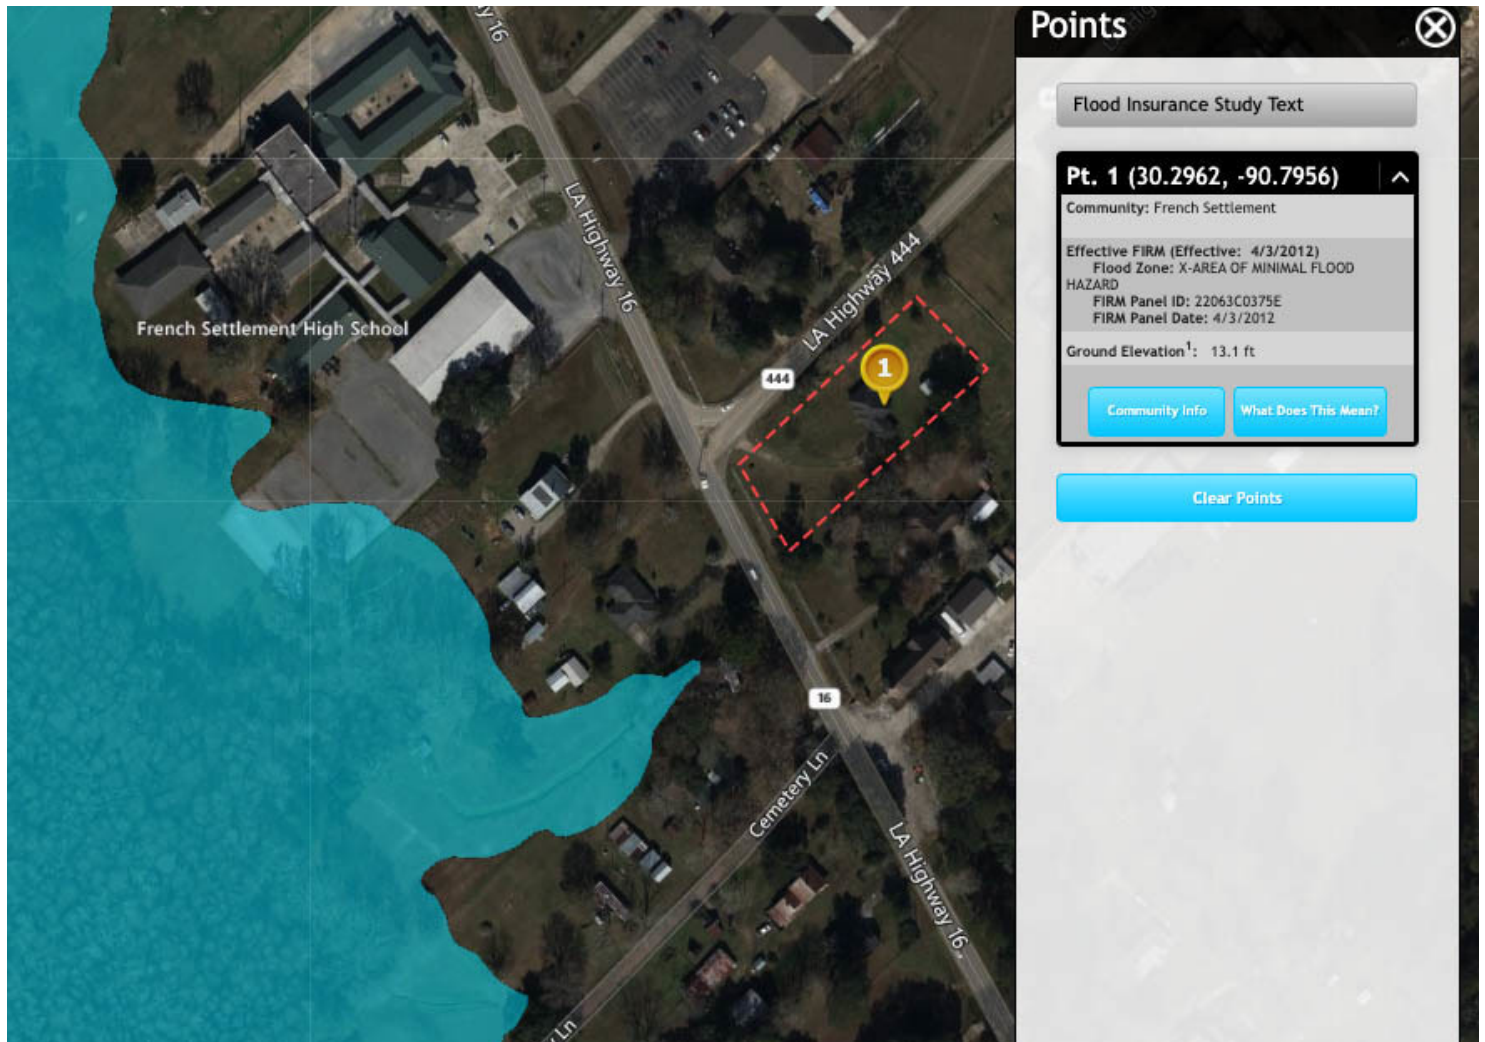 Points
Flood Insurance Study Text
Pt. 1 (30.2962, -90.7956)
Community: French Settlement
Effective FIRM (Effective: 4/3/2012)
Flood Zone: X-AREA OF MINIMAL FLOOD
HAZARD
FIRM Panel ID: 22063C0375E
FIRM Panel Date: 4/3/2012
Ground Elevation1: 13.1 ft
Community Info
What Does This Mean?
Clear Points
y 16
LA Highway 16
LA Highway 444
French Settlement High School
1
444
16
Cemetery Ln
LA Highway 16
y Ln